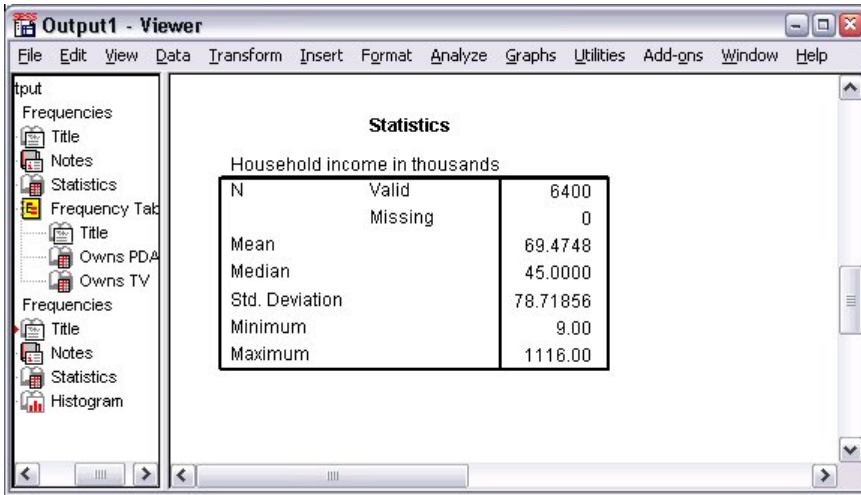 Output1 - Viewer
File Edit View Data Transform Insert Format Analyze Graphs Utilities Add-ons Window Help
tput
Frequencies
Title
Notes
Statistics
Frequency Tab
Title
Owns PDA
Owns TV
Frequencies
Title
Notes
Statistics
Histogram
Statistics
Household income in thousands
N Valid 6400
Missing 0
Mean 69.4748
Median 45.0000
Std. Deviation 78.71856
Minimum 9.00
Maximum 1116.00